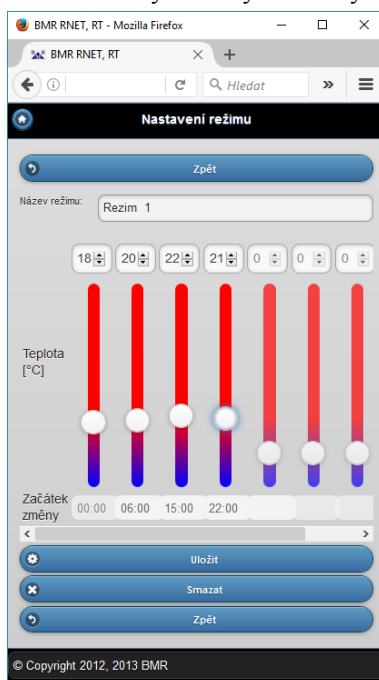 BMR RNET, RT - Mozilla Firefox
BMR RNET, RT
Hledat
Nastavení režimu
Zpět
Název režimu: Rezim 1
18 20 22 21 0 0 0
Teplota
[°C]
Začátek
změny 00:00 06:00 15:00 22:00
Uložit
Smazat
Zpět
© Copyright 2012, 2013 BMR